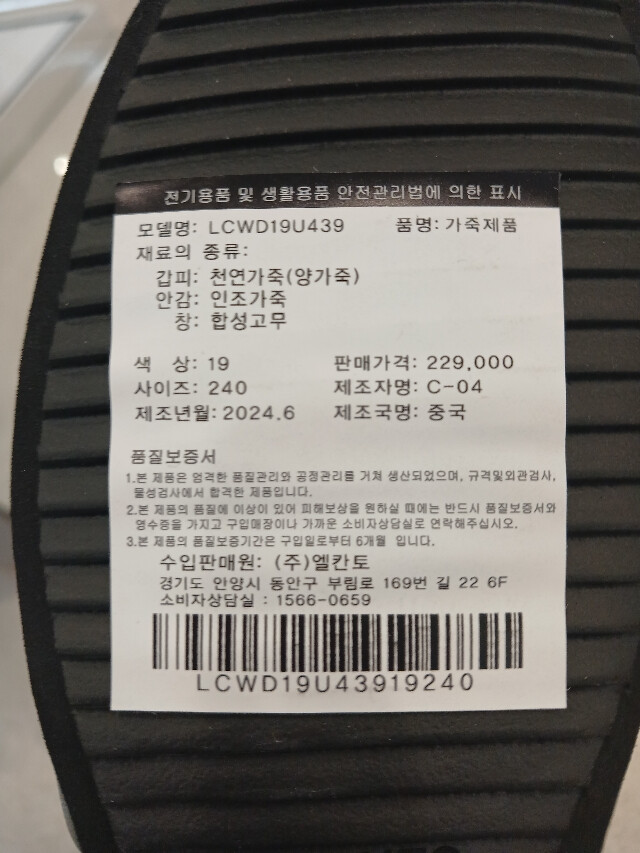 전기용품 및 생활용품 안전관리법에 의한 표시
모델명: LCWD19U439 품명: 가죽제품
재료의 종류:
갑피: 천연가죽(양가죽)
안감: 인조가죽
창: 합성고무
색 상: 19 판매가격: 229,000
사이즈: 240 제조자명: C-04
제조년월: 2024.6 제조국명: 중국
품질보증서
1.본 제품은 엄격한 품질관리와 공정관리를 거쳐 생산되었으며, 규격및외관검사,
물성검사에서 합격한 제품입니다.
2.본 제품의 품질에 이상이 있어 피해보상을 원하실 때에는 반드시 품질보증서와
영수증을 가지고 구입매장이나 가까운 소비자상담실로 연락해주십시오.
3.본 제품의 품질보증기간은 구입일로부터 6개월 입니다.
수입판매원: (주)엘칸토
경기도 안양시 동안구 부림로 169번 길 22 6F
소비자상담실 : 1566-0659
LCWD19U43919240